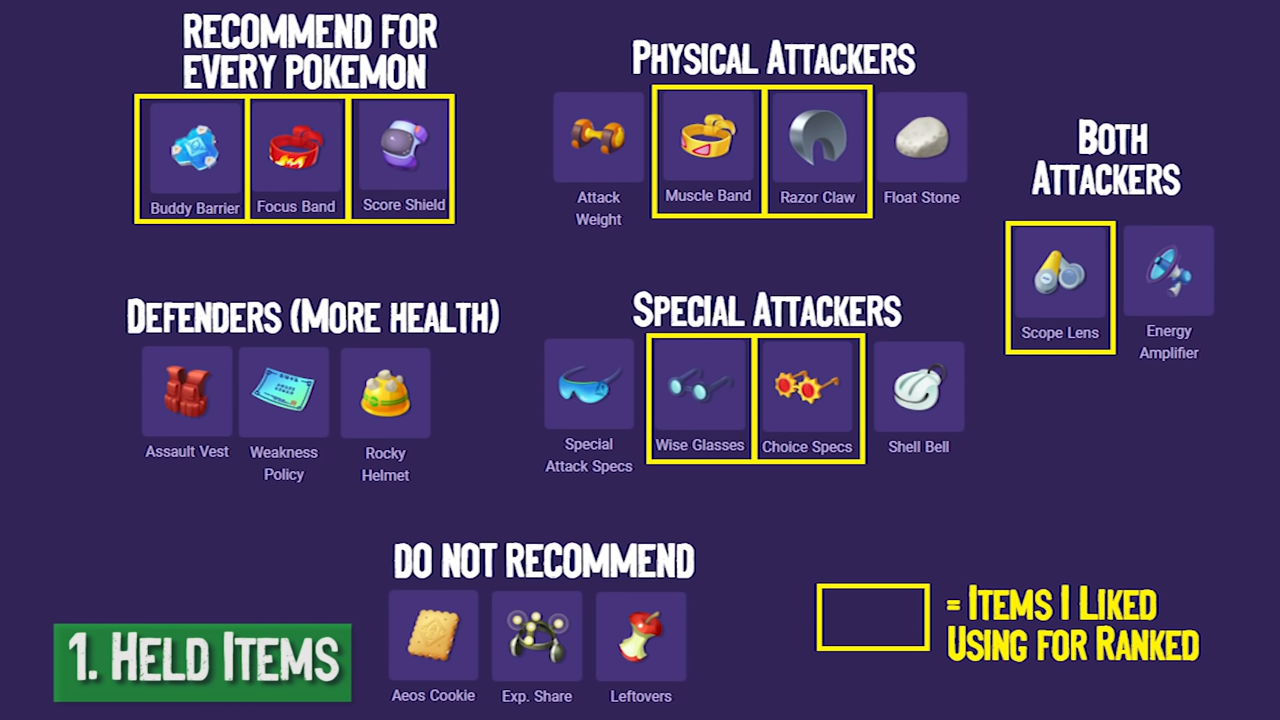 RECOMMEND FOR
EVERY POKEMON
Buddy Barrier
Focus Band
Score Shield
PHYSICAL ATTACKERS
Attack
Weight
Muscle Band
Razor Claw
Float Stone
BOTH
ATTACKERS
Scope Lens
Energy
Amplifier
DEFENDERS (MORE HEALTH)
Assault Vest
Weakness
Policy
Rocky
Helmet
SPECIAL ATTACKERS
Special
Attack Specs
Wise Glasses
Choice Specs
Shell Bell
DO NOT RECOMMEND
Aeos Cookie
Exp. Share
Leftovers
1. HELD ITEMS
= ITEMS I LIKED
USING FOR RANKED